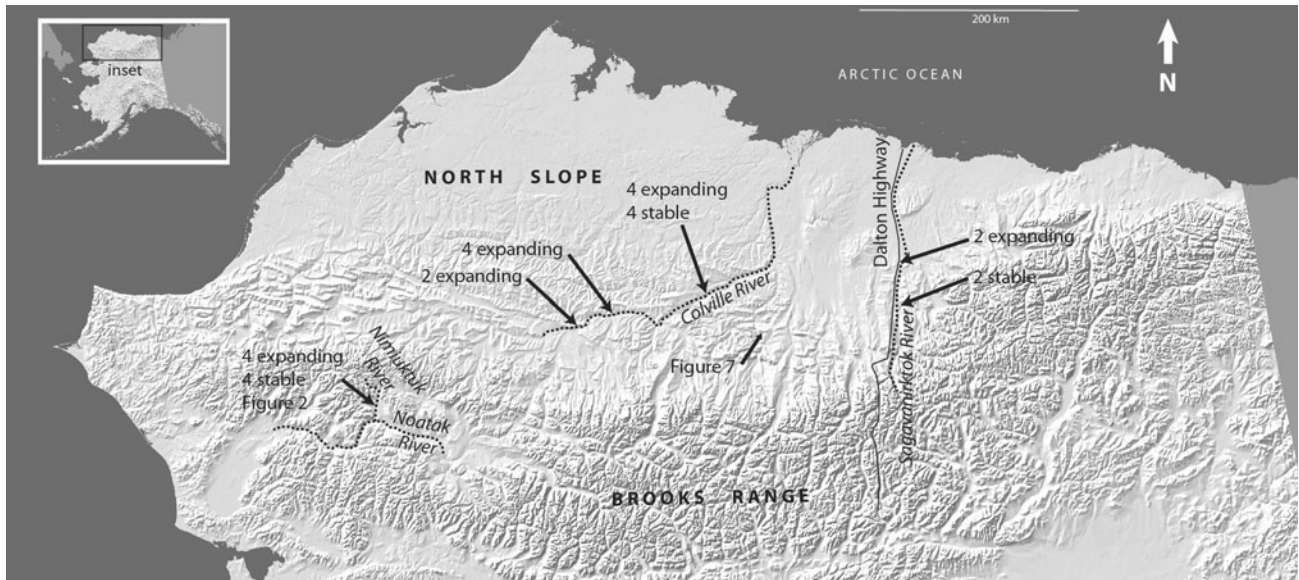 200 km
inset
ARCTIC OCEAN
N
NORTH SLOPE
4 expanding
4 stable
Dalton Highway
4 expanding
2 expanding
2 expanding
2 stable
Colville River
Sagavanirktok River
Figure 7
4 expanding
4 stable
Figure 2
Nimiuktuk
River
Noatak
River
BROOKS RANGE